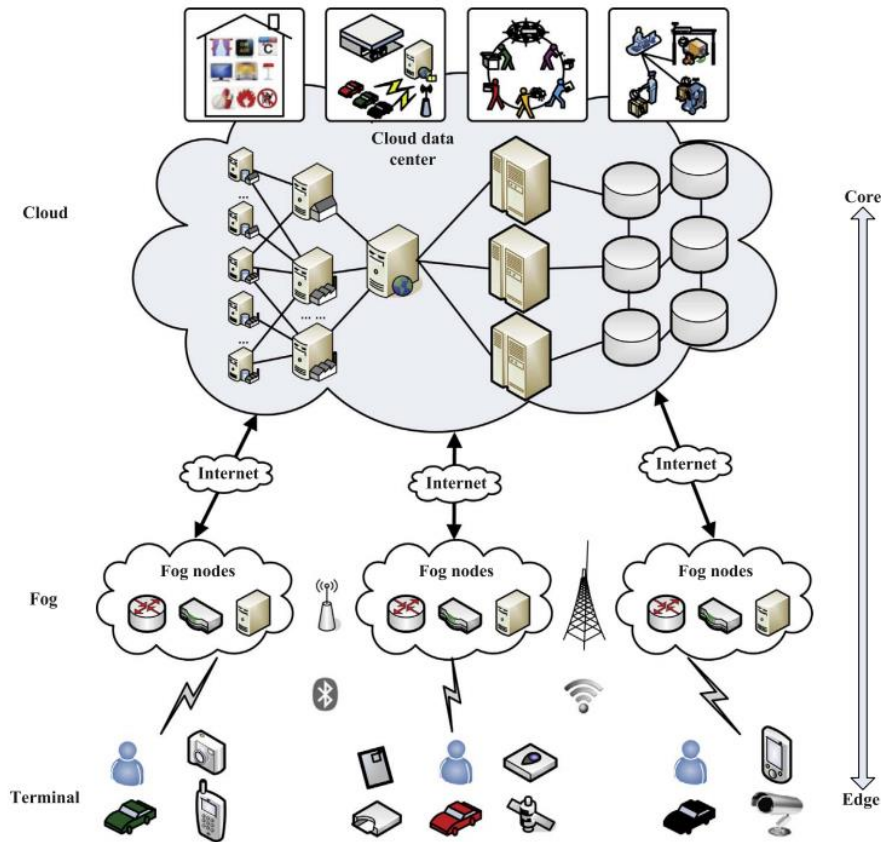 Cloud data
center
Cloud
Core
...
...
... ...
...
Internet
Internet
Internet
Fog nodes
Fog nodes
Fog nodes
Fog
Terminal
Edge